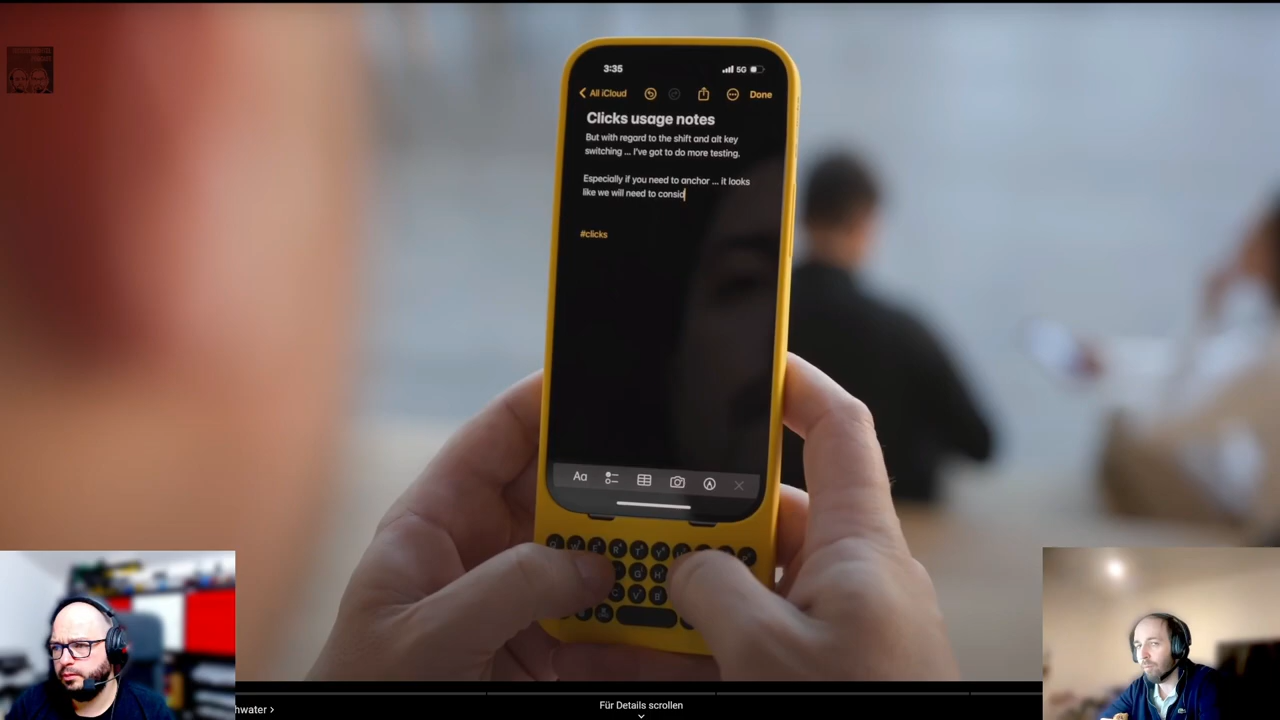 3:35
5G
All iCloud
Done
Clicks usage notes
But with regard to the shift and alt key
switching ... I've got to do more testing.
Especially if you need to anchor ... it looks
like we will need to consid
#clicks
Aa
R T Y
G H
C V B
hwater >
Für Details scrollen